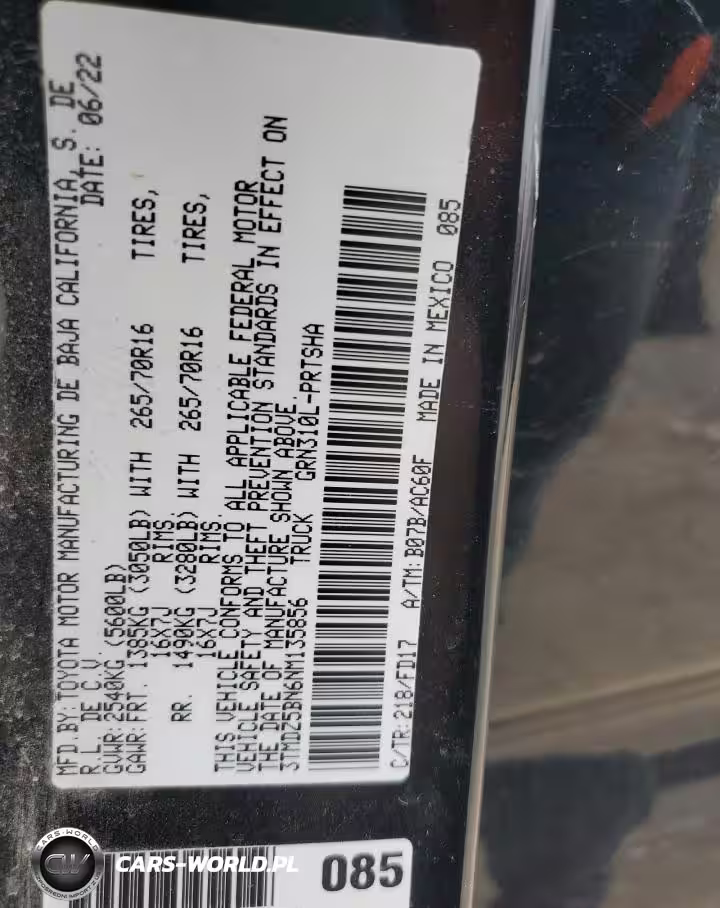 MFD.BY: TOYOTA MOTOR MANUFACTURING DE BAJA CALIFORNIA, S. DE
R.L. DE C.V. DATE: 06/22
GVWR: 2540KG (5600LB)
GAWR: FRT. 1385KG (3050LB) WITH 265/70R16 TIRES,
16X7J RIMS
RR. 1490KG (3280LB) WITH 265/70R16 TIRES,
16X7J RIMS.
THIS VEHICLE CONFORMS TO ALL APPLICABLE FEDERAL MOTOR
VEHICLE SAFETY AND THEFT PREVENTION STANDARDS IN EFFECT ON
THE DATE OF MANUFACTURE SHOWN ABOVE.
3TMDZ5BN6NM135856 TRUCK GRN310L-PRTSHA
C/TR:218/FD17 A/TM:B07B/AC60F MADE IN MEXICO 085
085
CARS-WORLD
CW
CARS-WORLD.PL